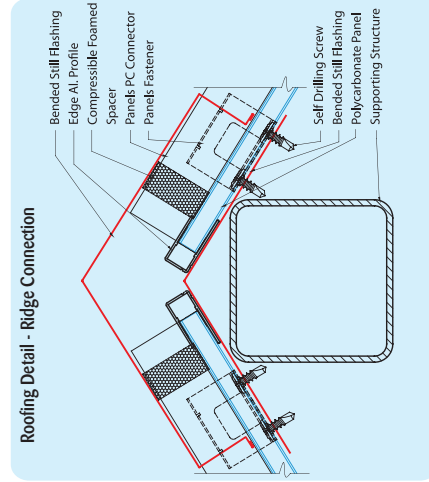 Roofing Detail - Ridge Connection
Bended Still Flashing
Edge Al. Profile
Compressible Foamed
Spacer
Panels PC Connector
Panels Fastener
Self Drilling Screw
Bended Still Flashing
Polycarbonate Panel
Supporting Structure